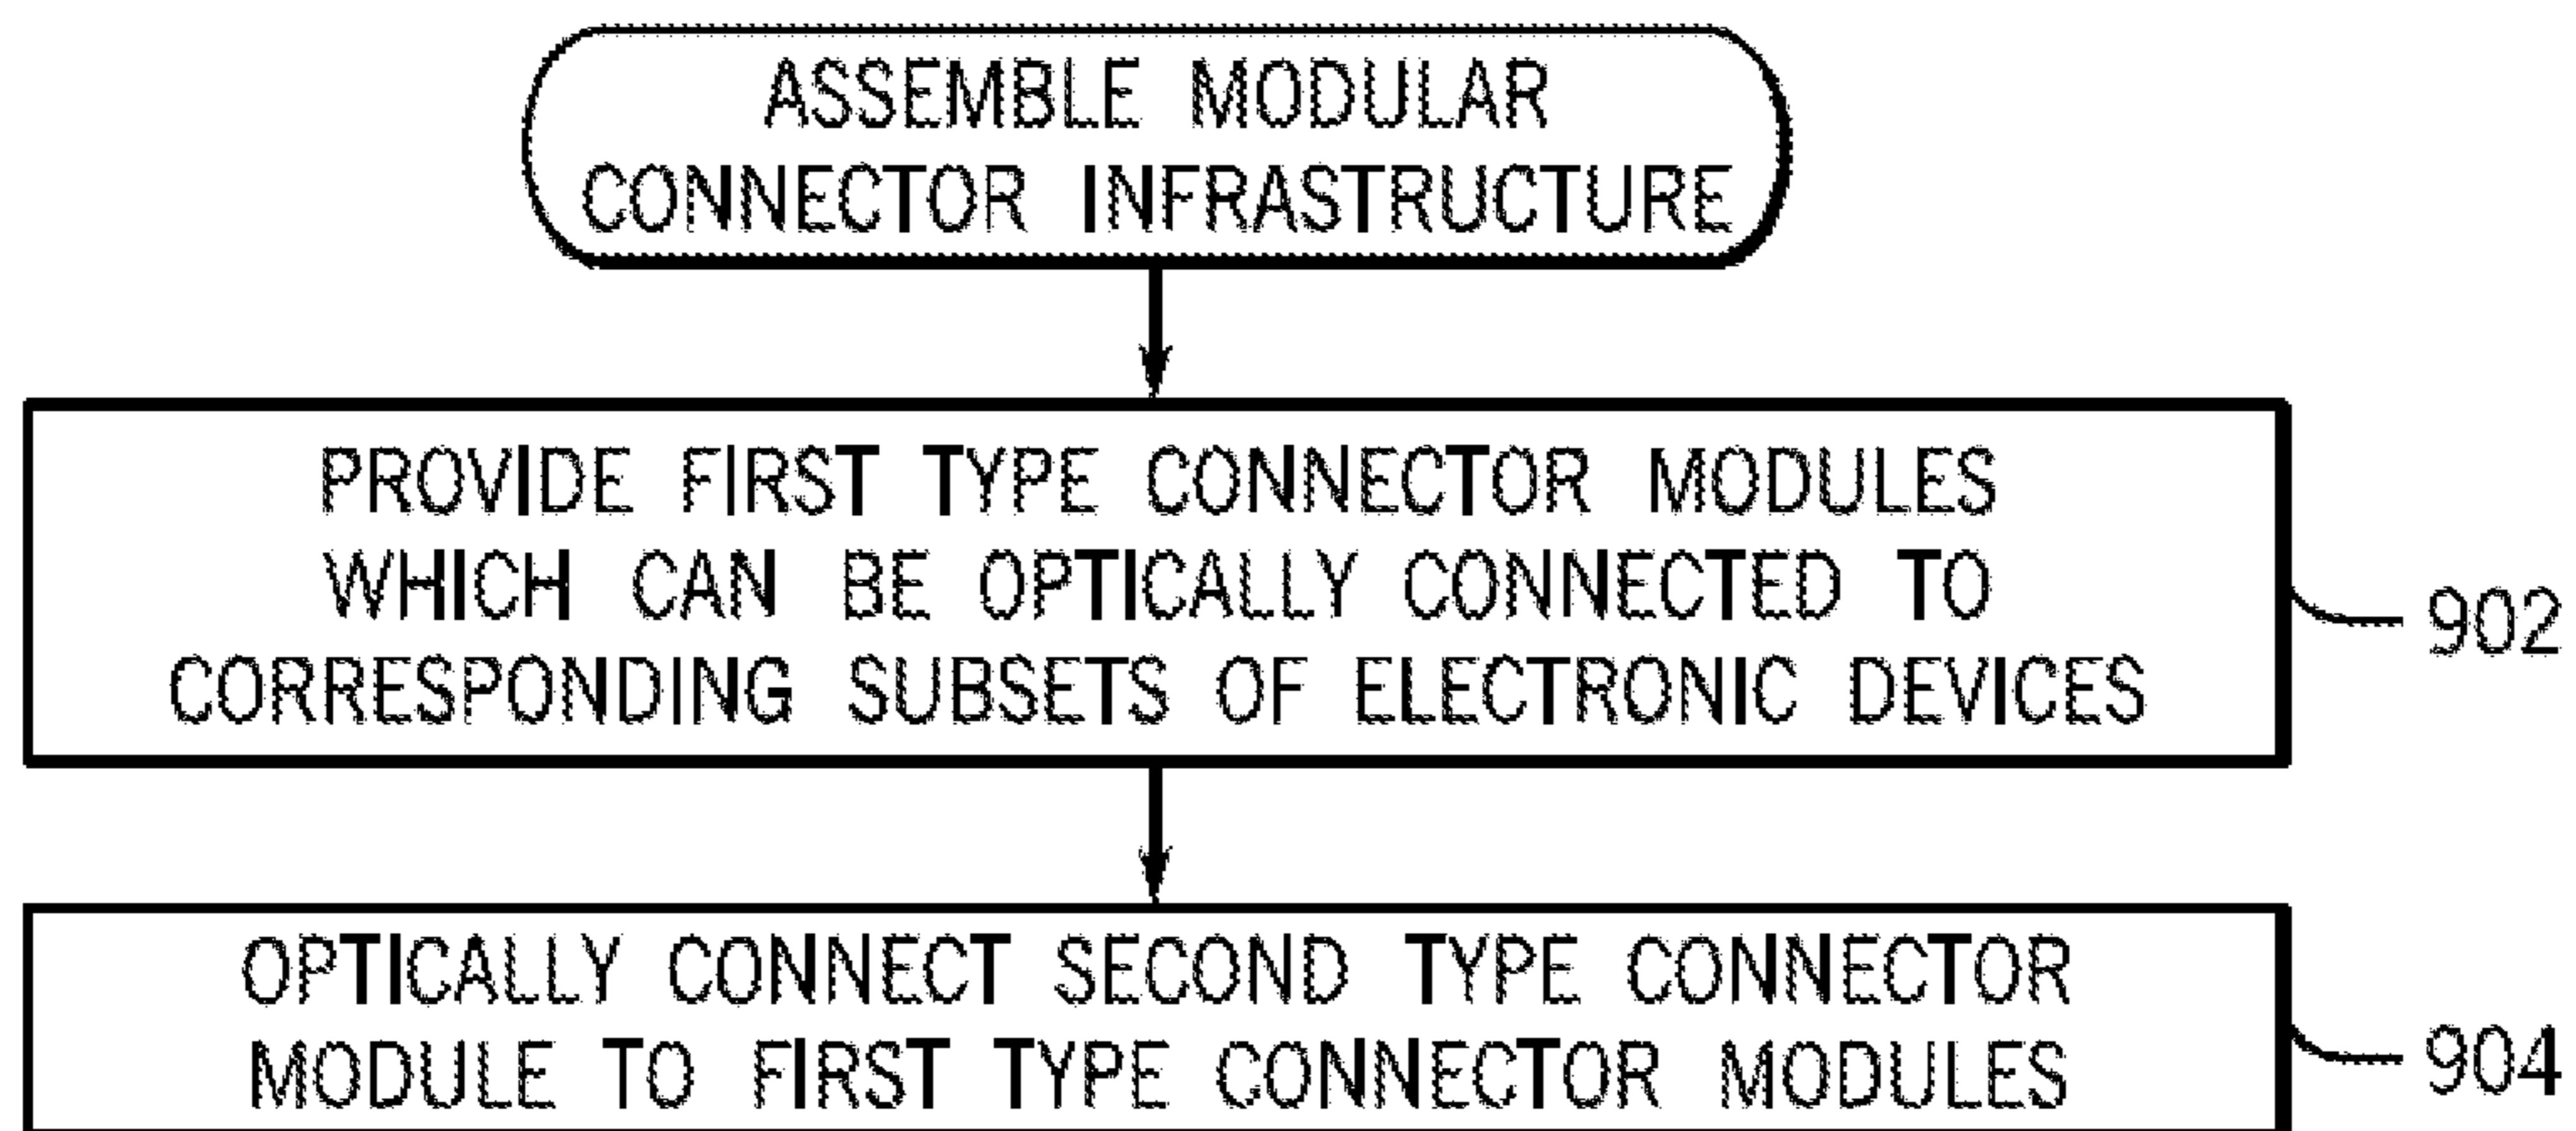 ASSEMBLE MODULAR
CONNECTOR INFRASTRUCTURE
PROVIDE FIRST TYPE CONNECTOR MODULES
WHICH CAN BE OPTICALLY CONNECTED TO
CORRESPONDING SUBSETS OF ELECTRONIC DEVICES
902
OPTICALLY CONNECT SECOND TYPE CONNECTOR
MODULE TO FIRST TYPE CONNECTOR MODULES
904